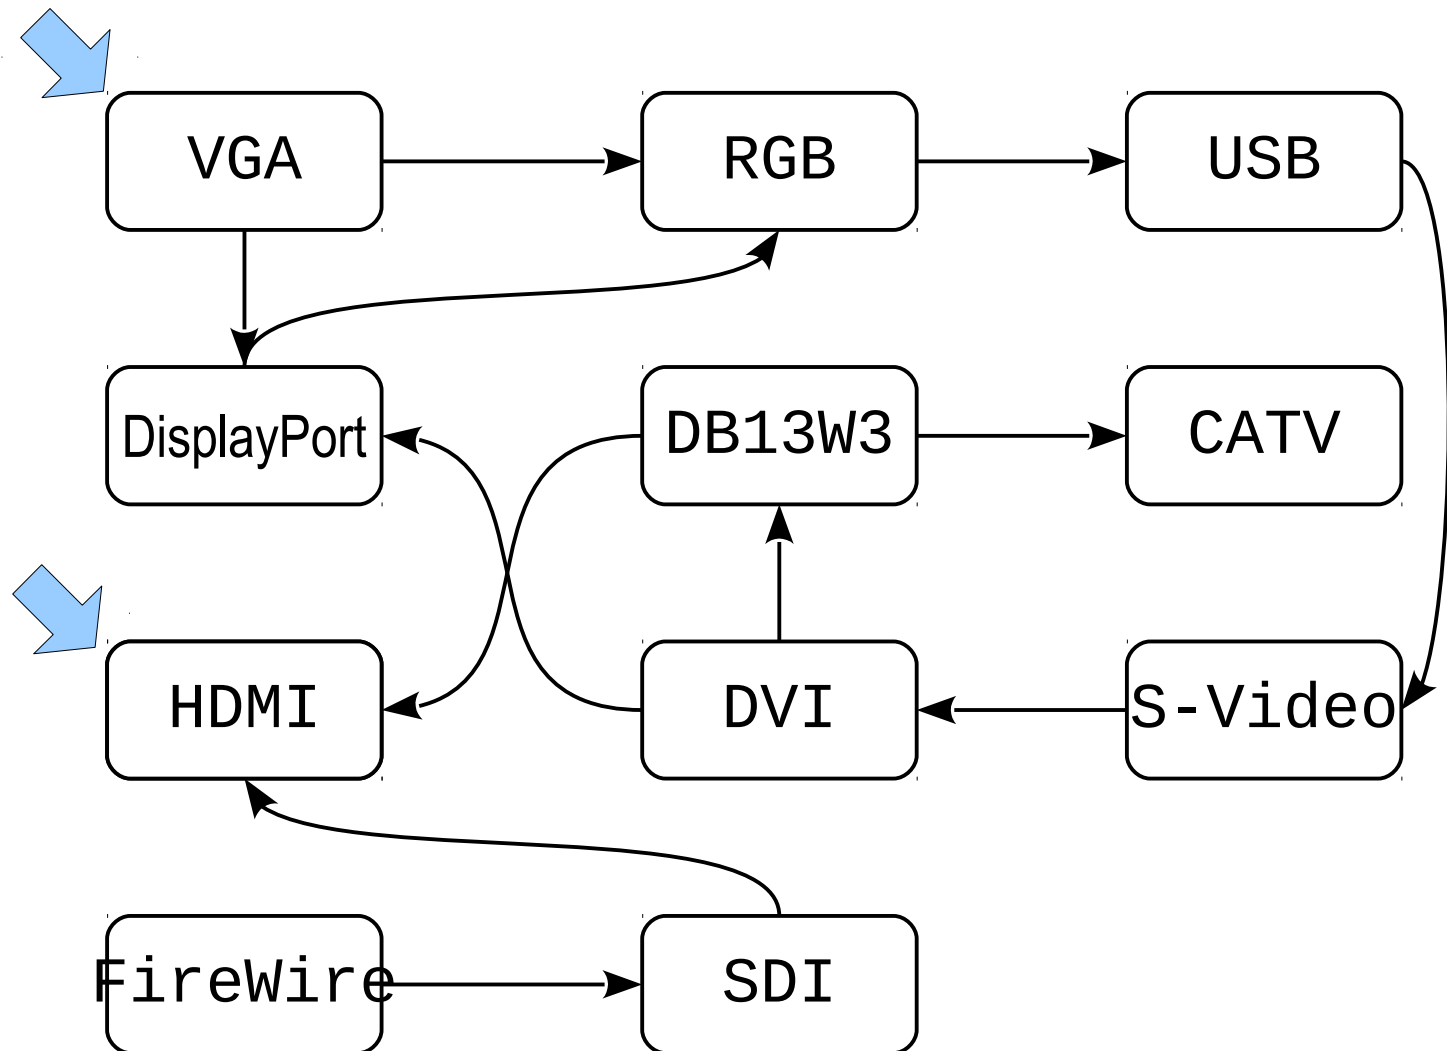 VGA
RGB
USB
DisplayPort
DB13W3
CATV
HDMI
DVI
S-Video
FireWire
SDI